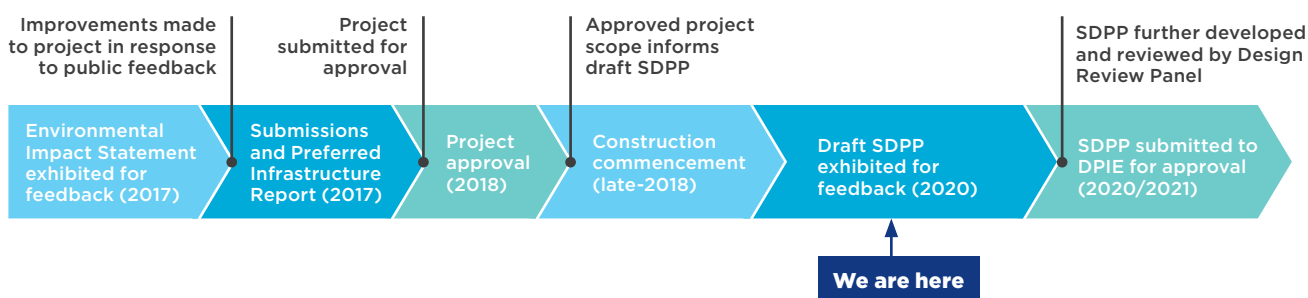 Improvements made
to project in response
to public feedback
Project
submitted for
approval
Approved project
scope informs
draft SDPP
SDPP further developed
and reviewed by Design
Review Panel
Environmental
Impact Statement
exhibited for
feedback (2017)
Submissions
and Preferred
Infrastructure
Report (2017)
Project
approval
(2018)
Construction
commencement
(late-2018)
Draft SDPP
exhibited for
feedback (2020)
SDPP submitted to
DPIE for approval
(2020/2021)
We are here